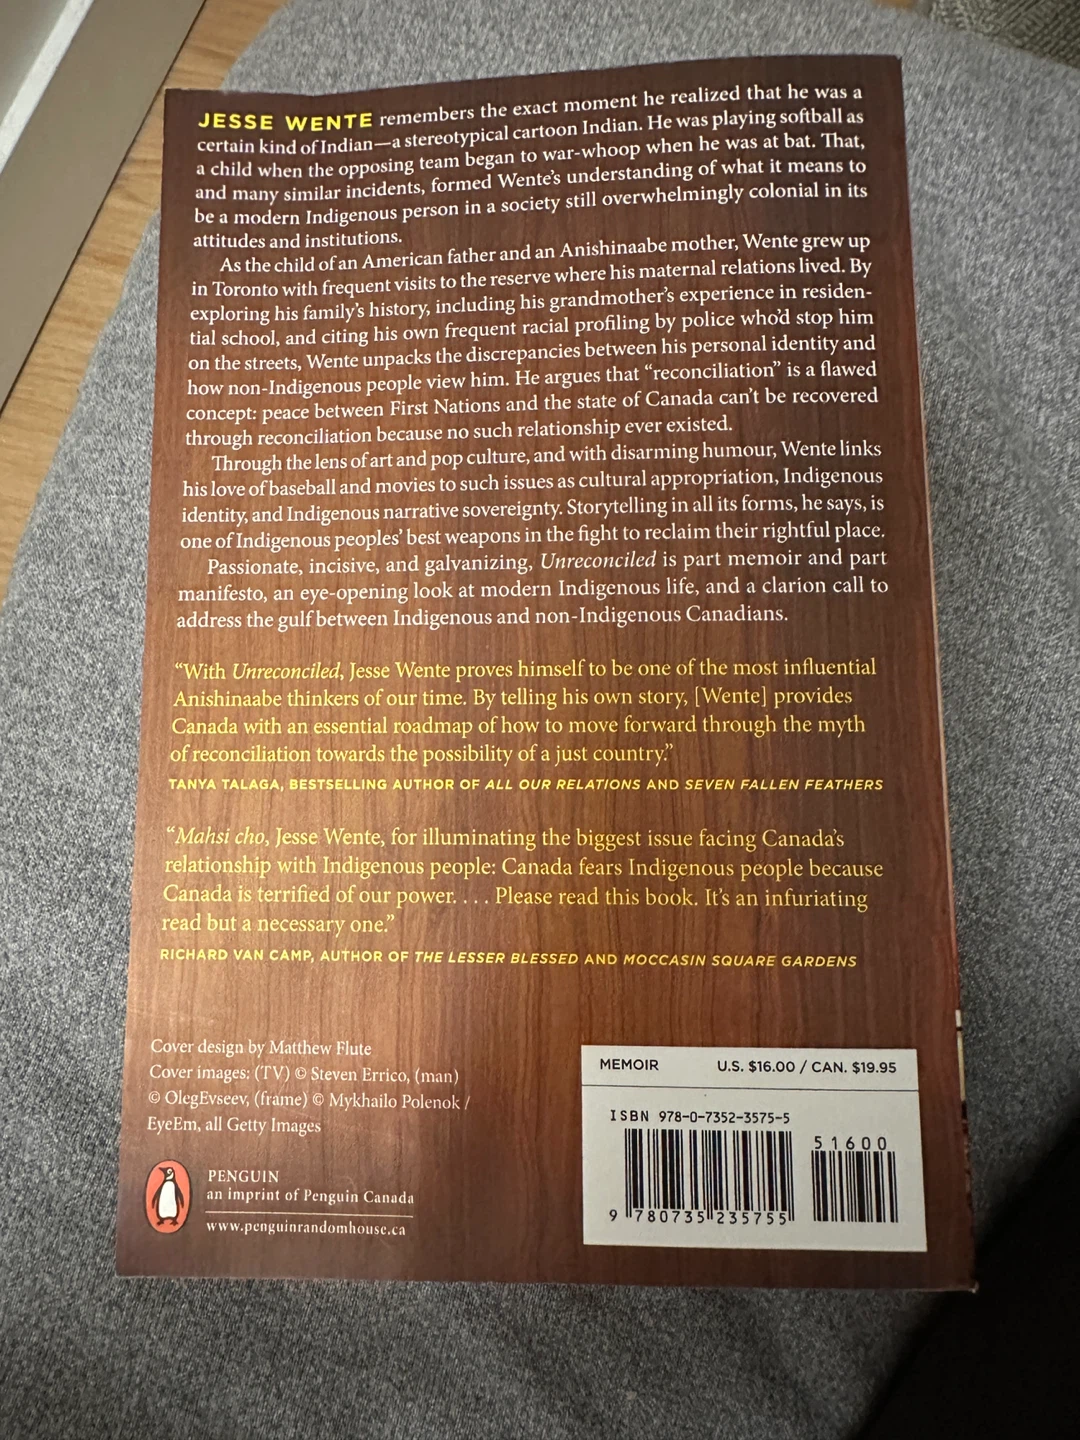 JESSE WENTE remembers the exact moment he realized that he was a
certain kind of Indian—a stereotypical cartoon Indian. He was playing softball as
a child when the opposing team began to war-whoop when he was at bat. That,
and many similar incidents, formed Wente's understanding of what it means to
be a modern Indigenous person in a society still overwhelmingly colonial in its
attitudes and institutions.
As the child of an American father and an Anishinaabe mother, Wente grew up
in Toronto with frequent visits to the reserve where his maternal relations lived. By
exploring his family's history, including his grandmother's experience in residen-
tial school, and citing his own frequent racial profiling by police who'd stop him
on the streets, Wente unpacks the discrepancies between his personal identity and
how non-Indigenous people view him. He argues that "reconciliation" is a flawed
concept: peace between First Nations and the state of Canada can't be recovered
through reconciliation because no such relationship ever existed.
Through the lens of art and pop culture, and with disarming humour, Wente links
his love of baseball and movies to such issues as cultural appropriation, Indigenous
identity, and Indigenous narrative sovereignty. Storytelling in all its forms, he says, is
one of Indigenous peoples' best weapons in the fight to reclaim their rightful place.
Passionate, incisive, and galvanizing, Unreconciled is part memoir and part
manifesto, an eye-opening look at modern Indigenous life, and a clarion call to
address the gulf between Indigenous and non-Indigenous Canadians.
"With Unreconciled, Jesse Wente proves himself to be one of the most influential
Anishinaabe thinkers of our time. By telling his own story, [Wente] provides
Canada with an essential roadmap of how to move forward through the myth
of reconciliation towards the possibility of a just country."
TANYA TALAGA, BESTSELLING AUTHOR OF ALL OUR RELATIONS AND SEVEN FALLEN FEATHERS
"Mahsi cho, Jesse Wente, for illuminating the biggest issue facing Canada's
relationship with Indigenous people: Canada fears Indigenous people because
Canada is terrified of our power. . . . Please read this book. It's an infuriating
read but a necessary one."
RICHARD VAN CAMP, AUTHOR OF THE LESSER BLESSED AND MOCCASIN SQUARE GARDENS
Cover design by Matthew Flute
Cover images: (TV) © Steven Errico, (man)
© OlegEvseev, (frame) © Mykhailo Polenok /
EyeEm, all Getty Images
PENGUIN
an imprint of Penguin Canada
www.penguinrandomhouse.ca
MEMOIR U.S. $16.00 / CAN. $19.95
ISBN 978-0-7352-3575-5
51600
9 780735 235755